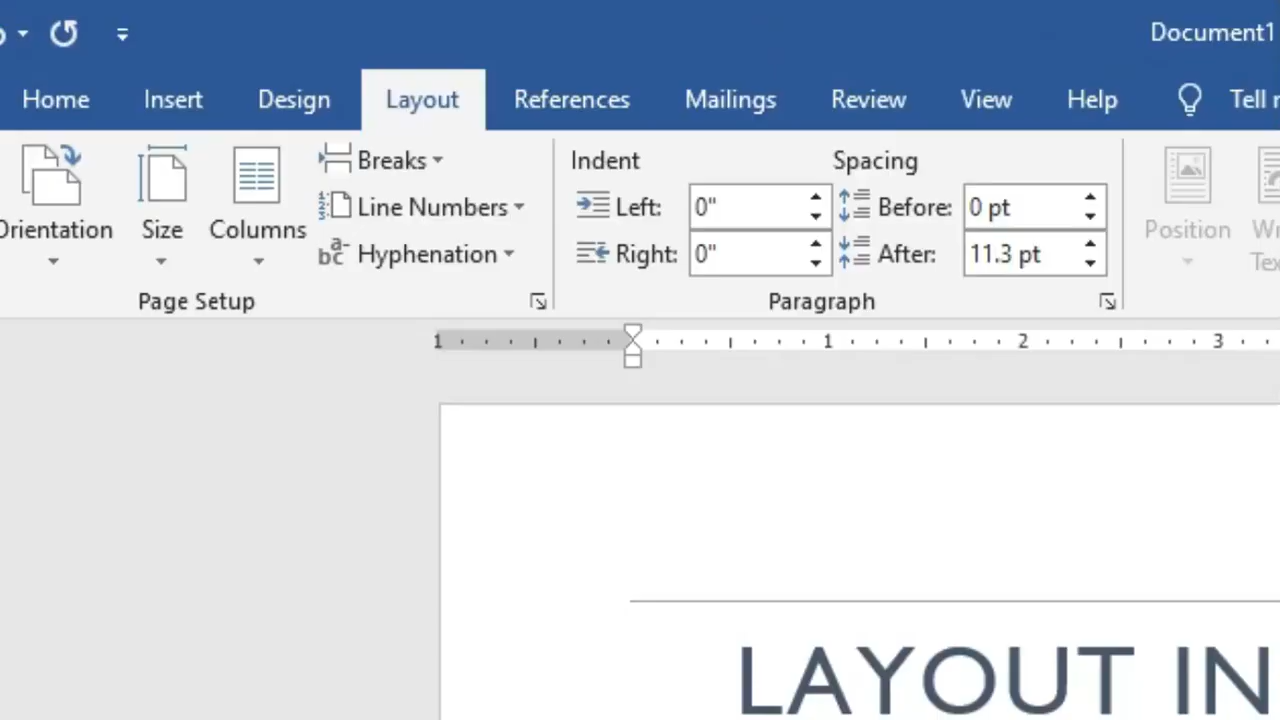 Document1
Home Insert Design Layout References Mailings Review View Help Tell
Breaks
Indent Spacing
Line Numbers
Left: 0" Before: 0 pt
Orientation Size Columns
Position
Hyphenation
Right: 0" After: 11.3 pt
Page Setup Paragraph
1 1 2 3
LAYOUT IN